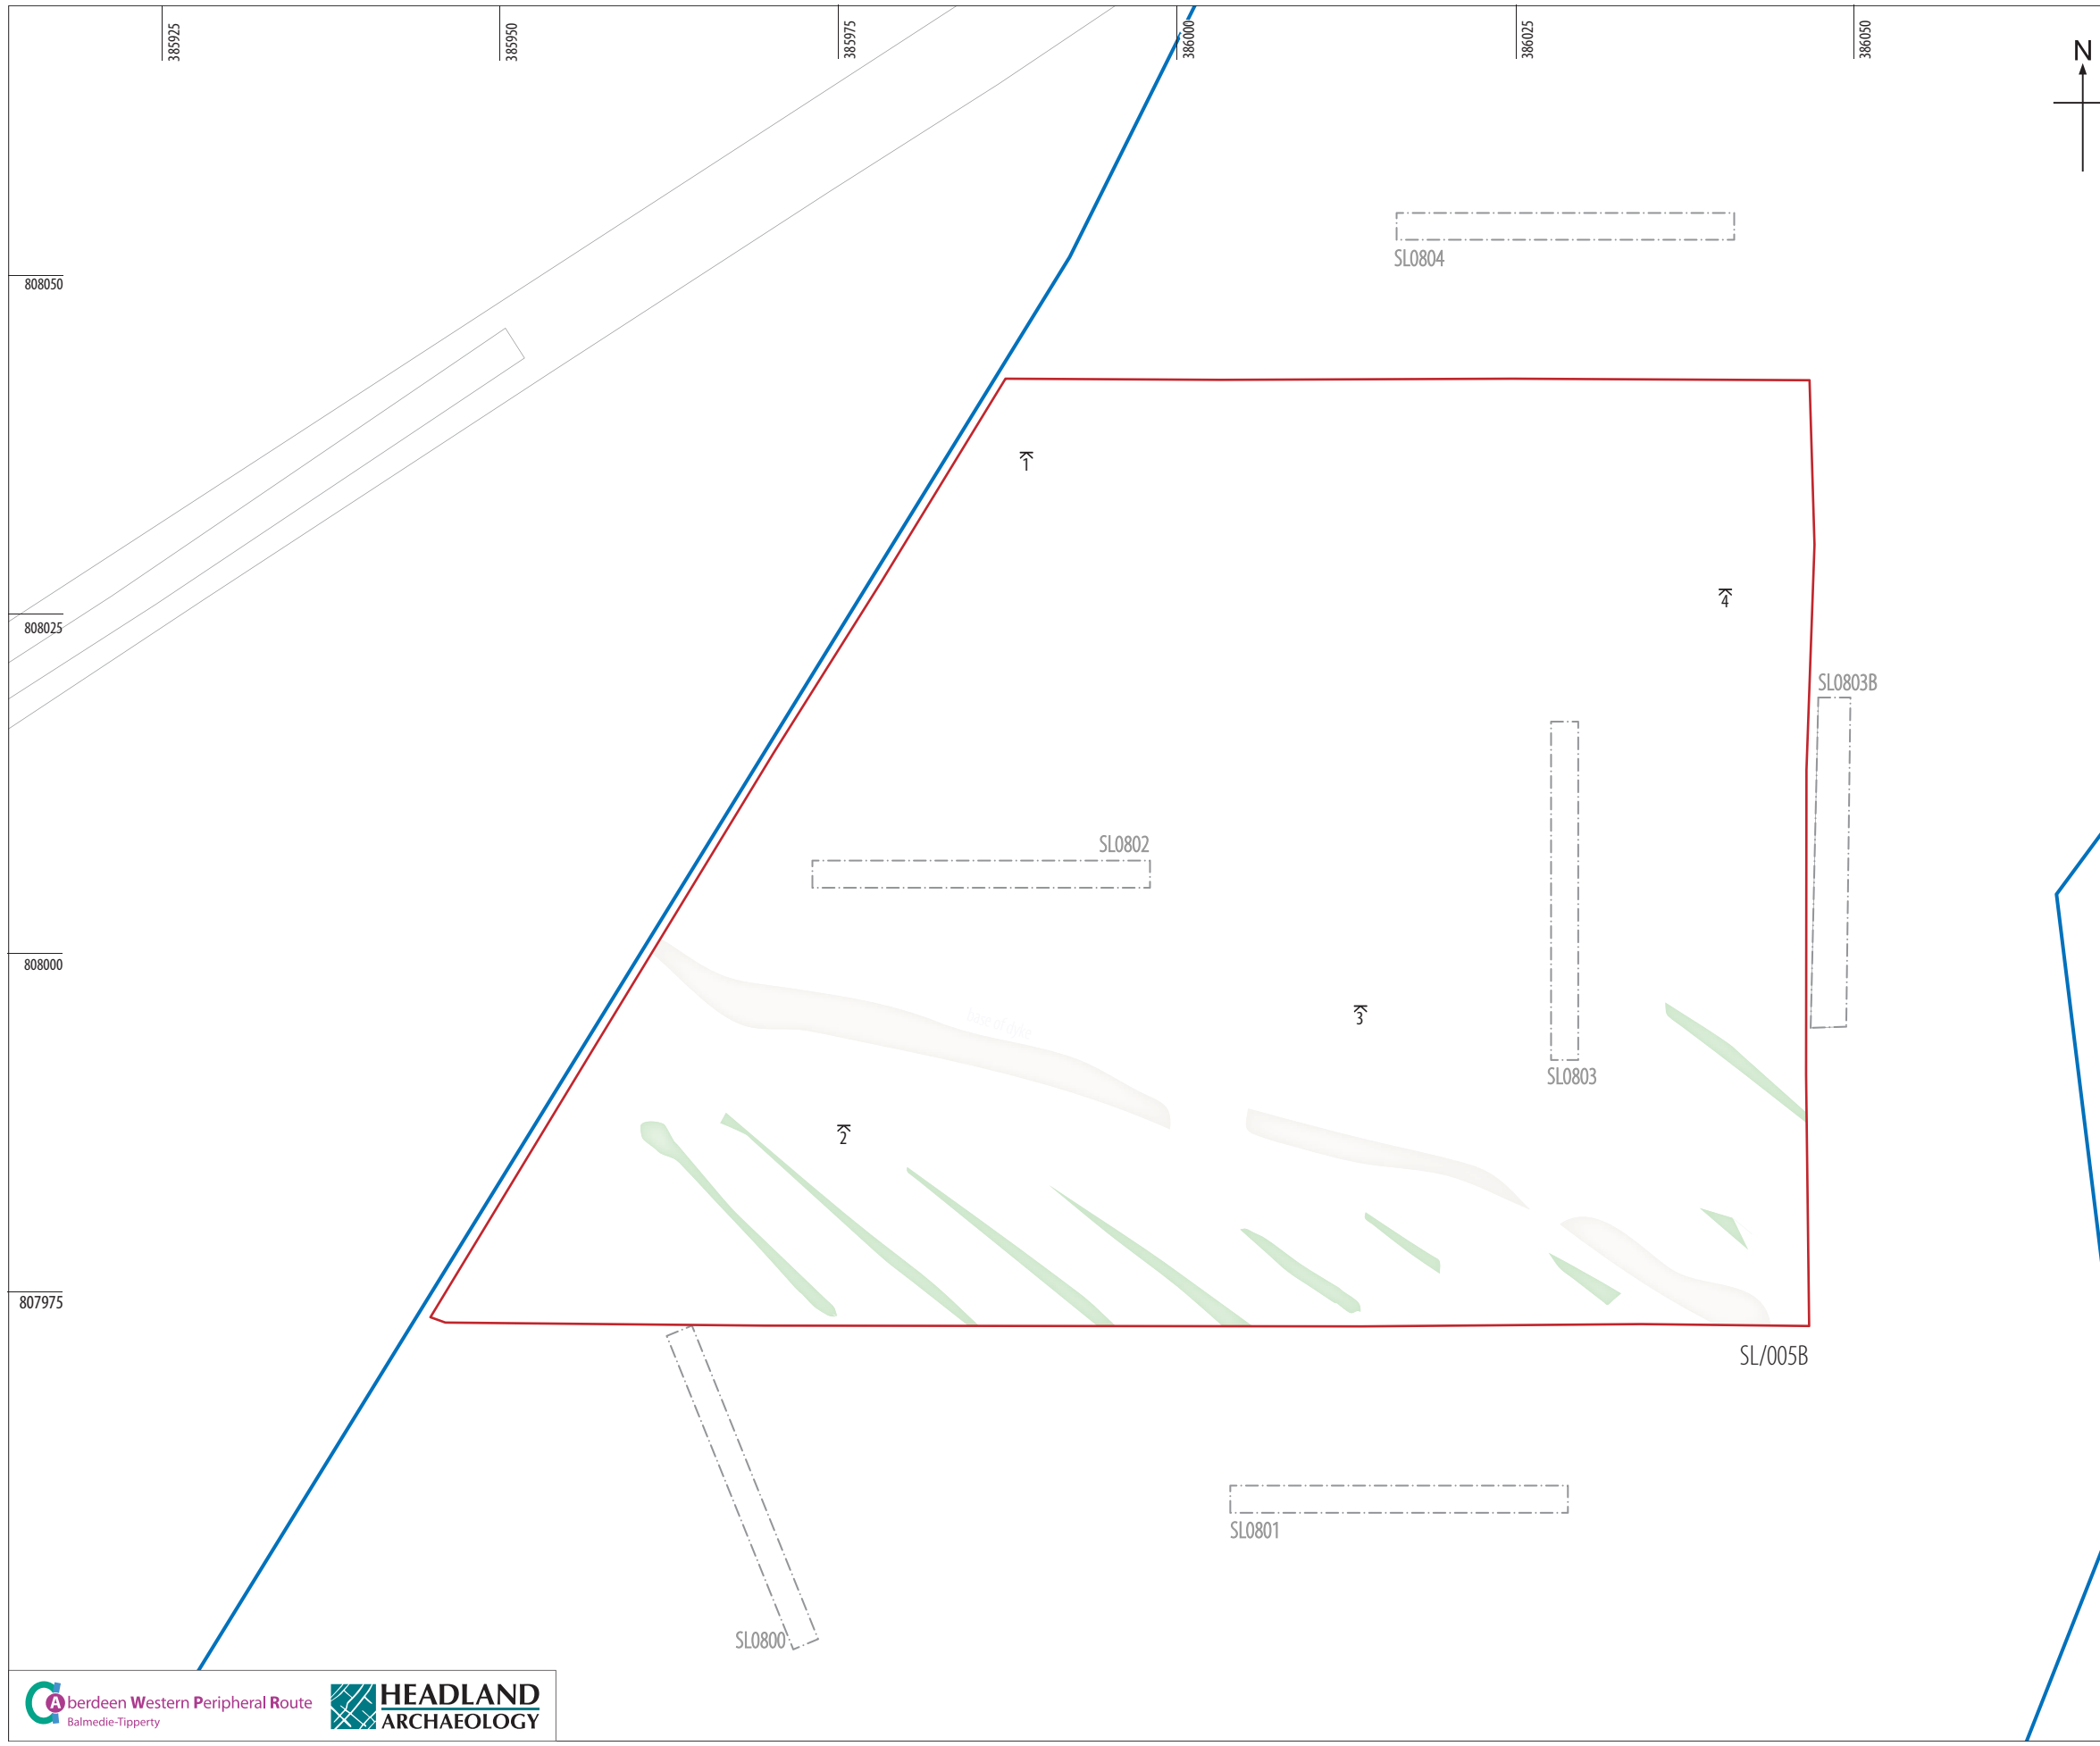 385925
385950
385975
386000
386025
386050
N
SL0804
808050
1
4
808025
SL0803B
SL0802
808000
3
SL0803
2
807975
SL/005B
SL0801
SL0800
Aberdeen Western Peripheral Route
Balmedie-Tipperty
HEADLAND
ARCHAEOLOGY